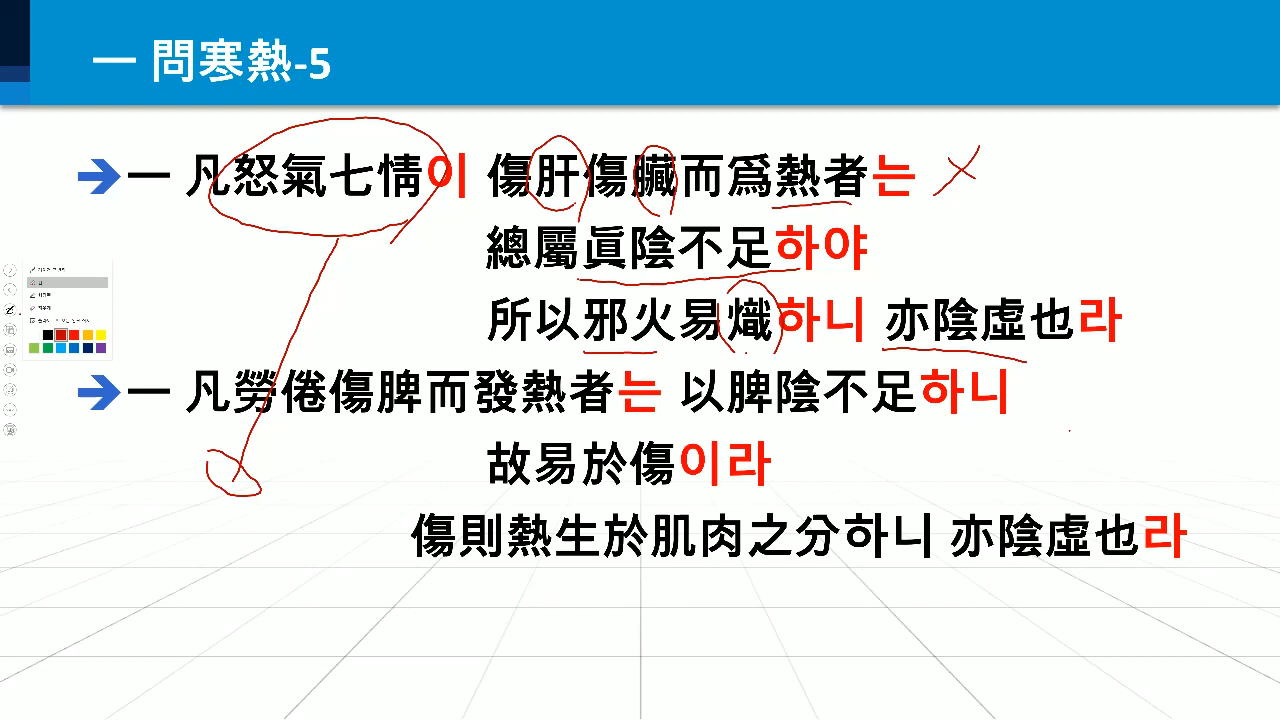 一 問寒熱-5
一 凡怒氣七情이 傷肝傷臟而爲熱者는
總屬眞陰不足하야
所以邪火易熾하니 亦陰虛也라
一 凡勞倦傷脾而發熱者는 以脾陰不足하니
故易於傷이라
傷則熱生於肌肉之分하니 亦陰虛也라